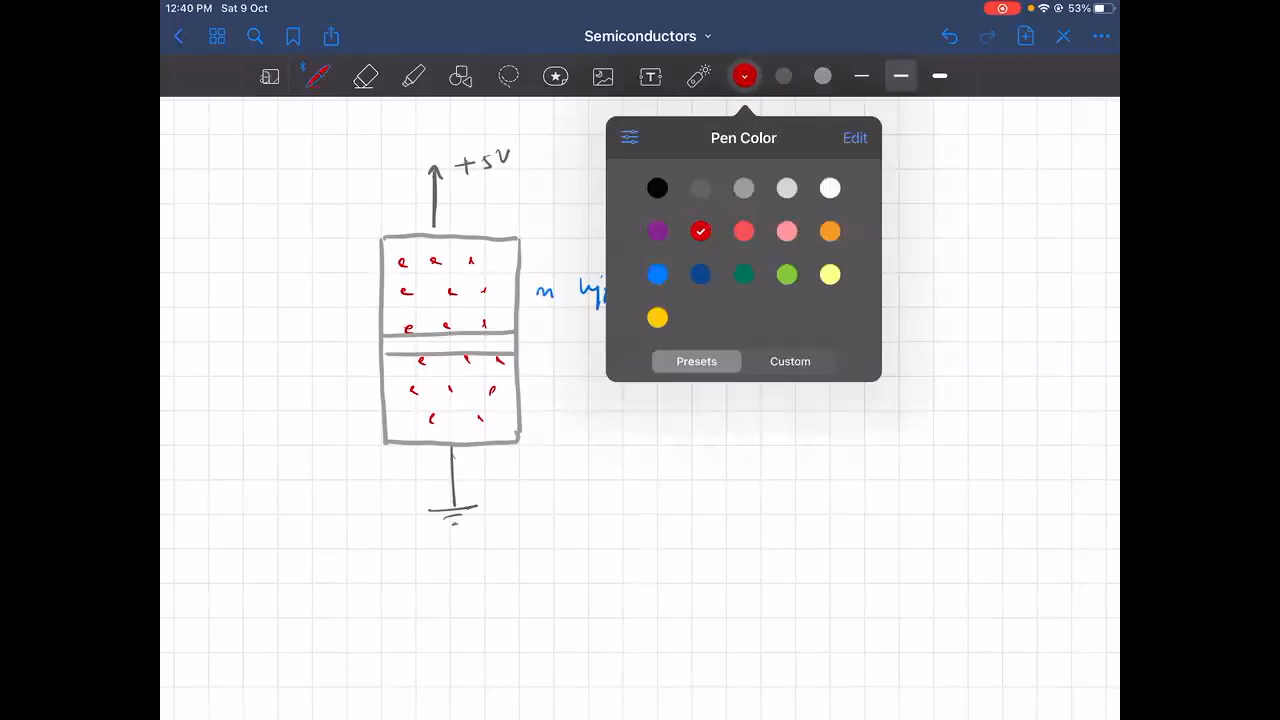 12:40 PM Sat 9 Oct 53%
Semiconductors
T
Pen Color Edit
Presets Custom
+5V
n
e e
e e
e e
e
e
e